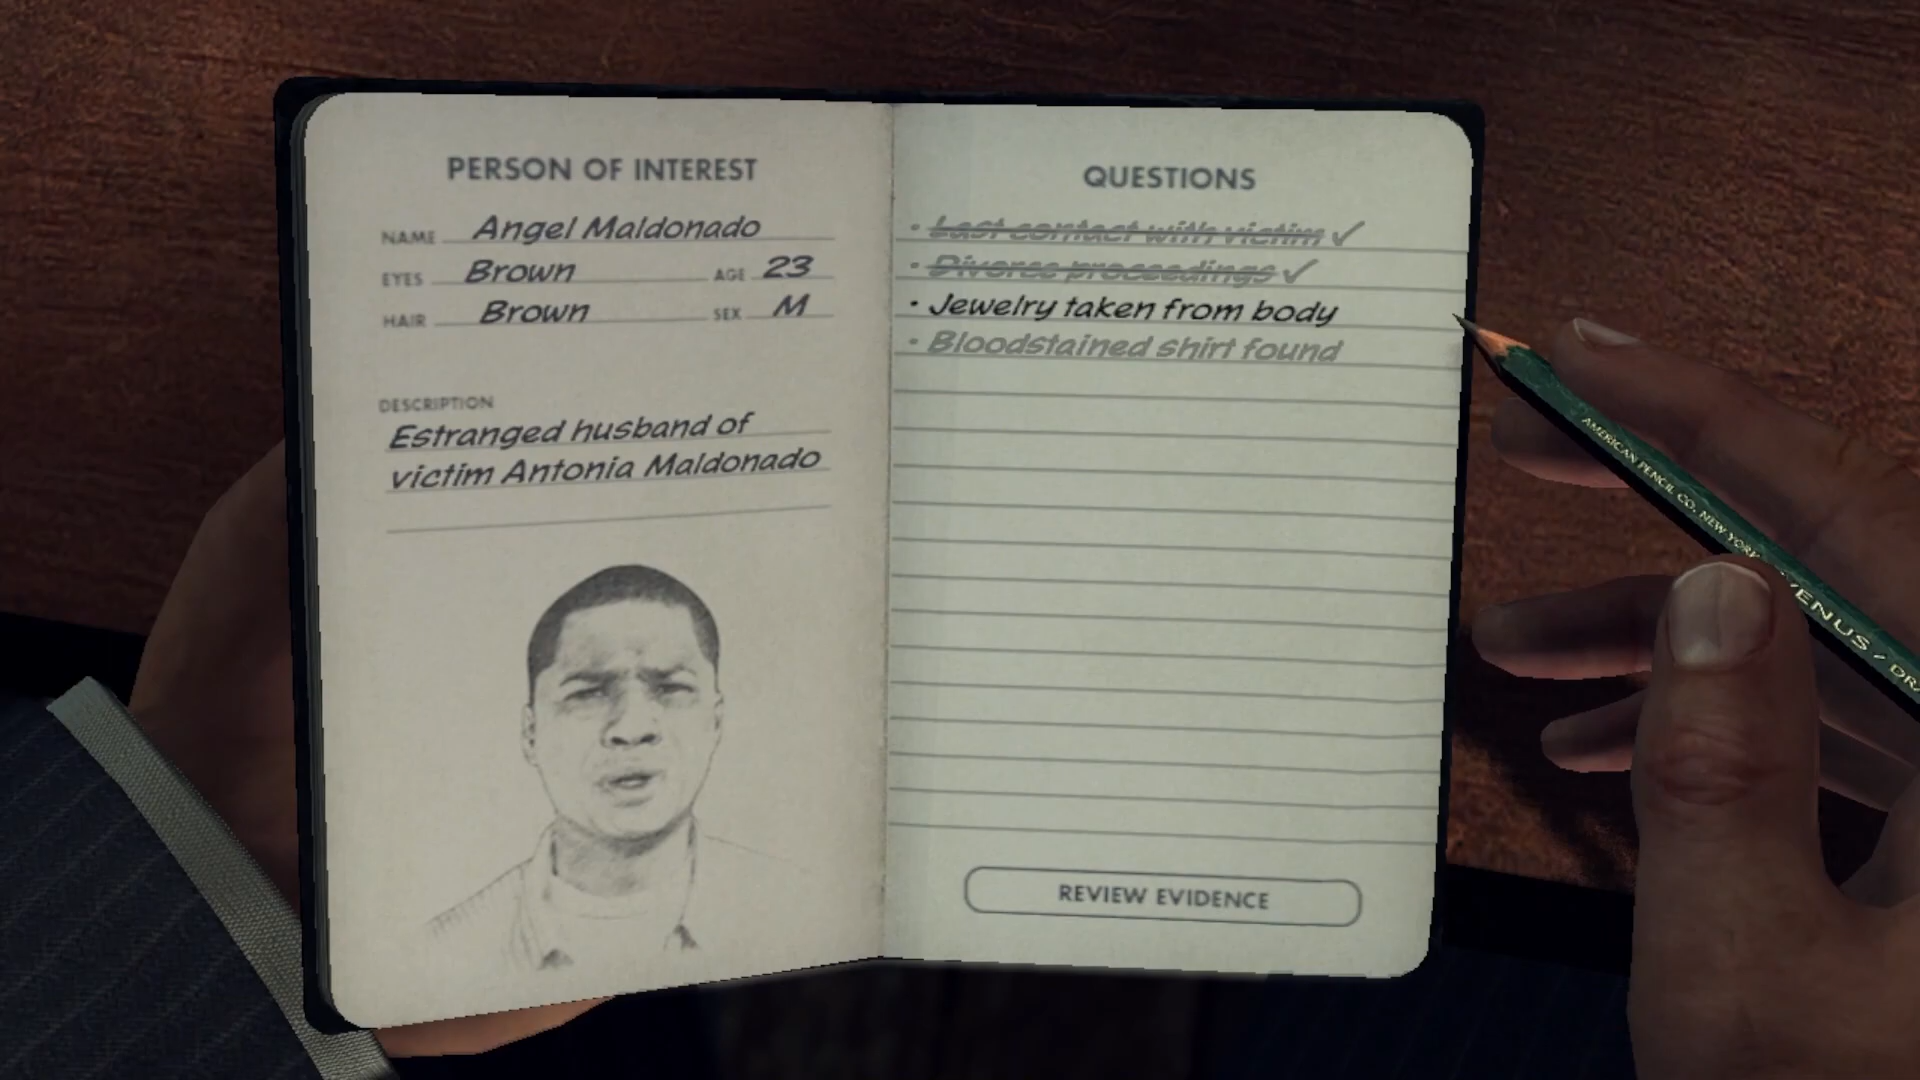 PERSON OF INTEREST
NAME Angel Maldonado
EYES Brown AGE 23
HAIR Brown SEX M
DESCRIPTION
Estranged husband of
victim Antonia Maldonado
QUESTIONS
• Last contact with victim ✓
• Divorce proceedings ✓
• Jewelry taken from body
• Bloodstained shirt found
REVIEW EVIDENCE
AMERICAN PENCIL CO. NEW YORK
VENUS / DRA